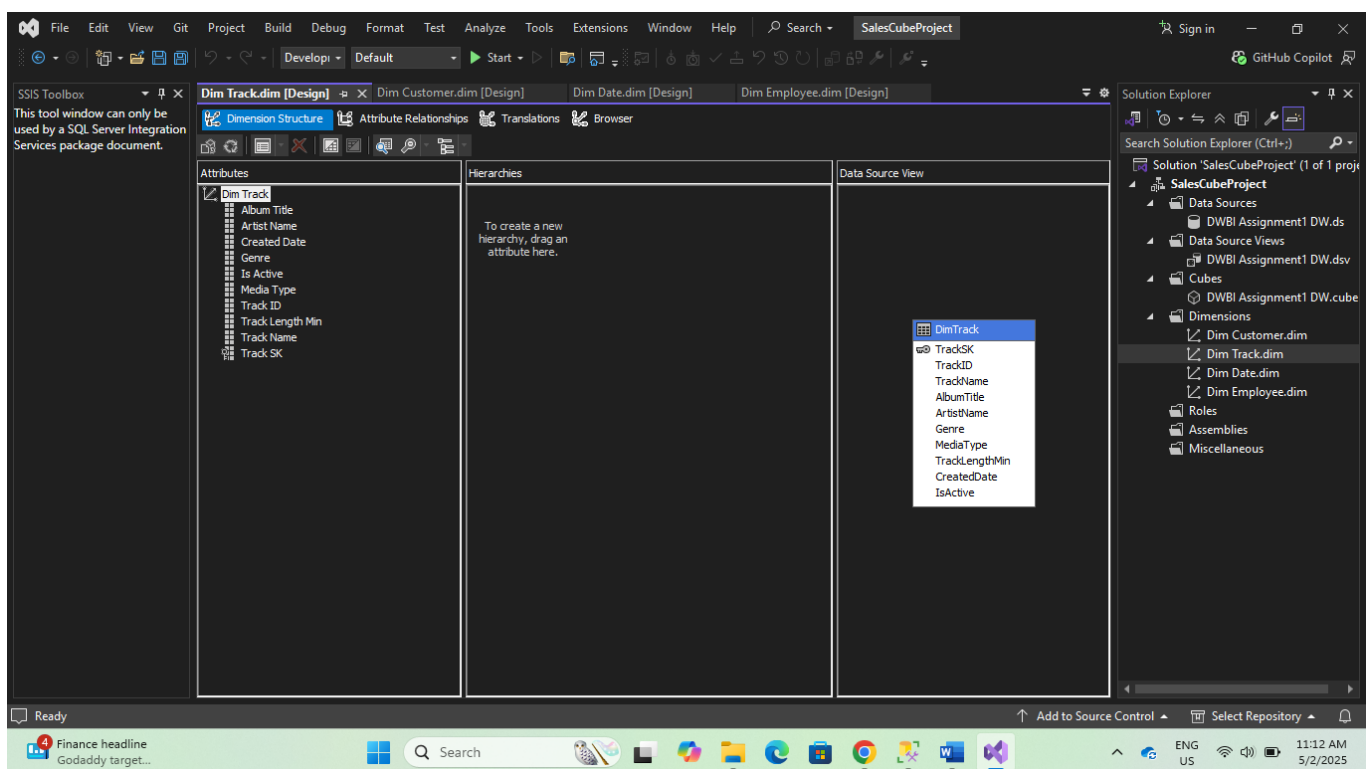 File Edit View Git Project Build Debug Format Test Analyze Tools Extensions Window Help Search SalesCubeProject Sign in
Develop Default Start GitHub Copilot
SSIS Toolbox
This tool window can only be
used by a SQL Server Integration
Services package document.
Dim Track.dim [Design] Dim Customer.dim [Design] Dim Date.dim [Design] Dim Employee.dim [Design]
Dimension Structure Attribute Relationships Translations Browser
Attributes
Dim Track
Album Title
Artist Name
Created Date
Genre
Is Active
Media Type
Track ID
Track Length Min
Track Name
Track SK
Hierarchies
To create a new
hierarchy, drag an
attribute here.
Data Source View
DimTrack
TrackSK
TrackID
TrackName
AlbumTitle
ArtistName
Genre
MediaType
TrackLengthMin
CreatedDate
IsActive
Solution Explorer
Search Solution Explorer (Ctrl+;)
Solution 'SalesCubeProject' (1 of 1 proje
SalesCubeProject
Data Sources
DWBI Assignment1 DW.ds
Data Source Views
DWBI Assignment1 DW.dsv
Cubes
DWBI Assignment1 DW.cube
Dimensions
Dim Customer.dim
Dim Track.dim
Dim Date.dim
Dim Employee.dim
Roles
Assemblies
Miscellaneous
Ready Add to Source Control Select Repository
4
Finance headline
Godaddy target...
Search
ENG
US
11:12 AM
5/2/2025